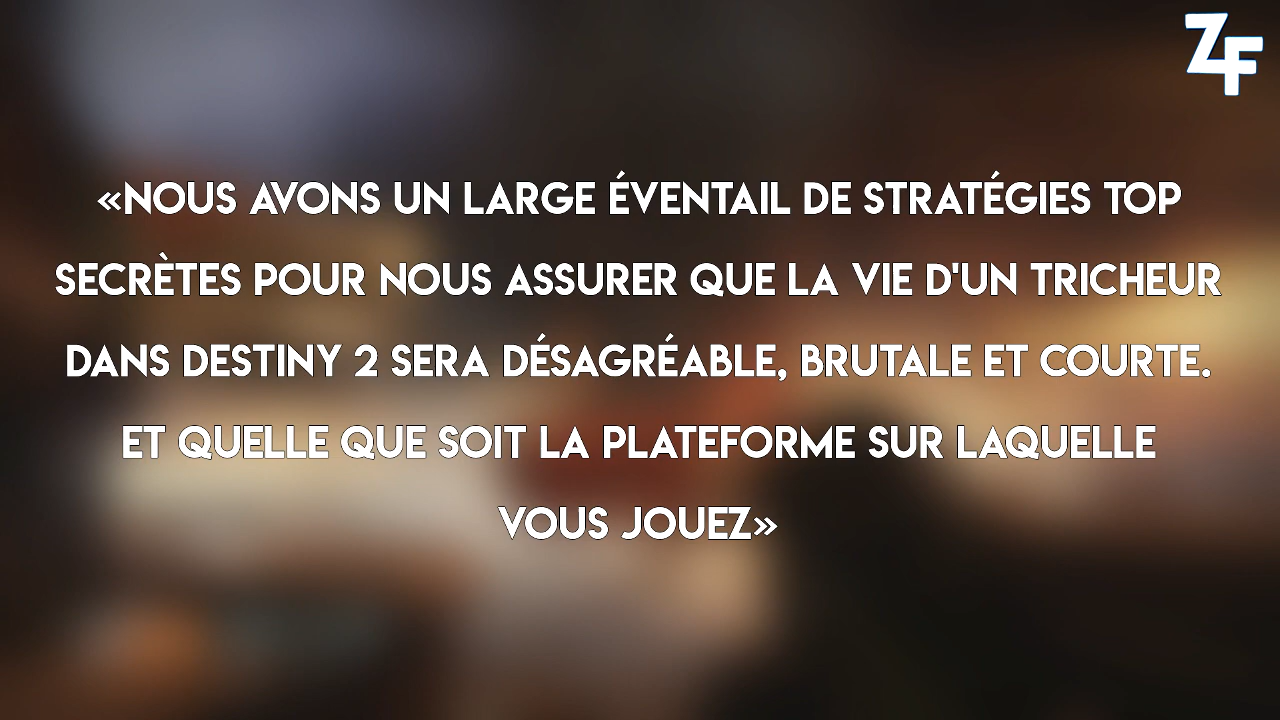 ZF
«NOUS AVONS UN LARGE ÉVENTAIL DE STRATÉGIES TOP
SECRÈTES POUR NOUS ASSURER QUE LA VIE D'UN TRICHEUR
DANS DESTINY 2 SERA DÉSAGRÉABLE, BRUTALE ET COURTE.
ET QUELLE QUE SOIT LA PLATEFORME SUR LAQUELLE
VOUS JOUEZ»